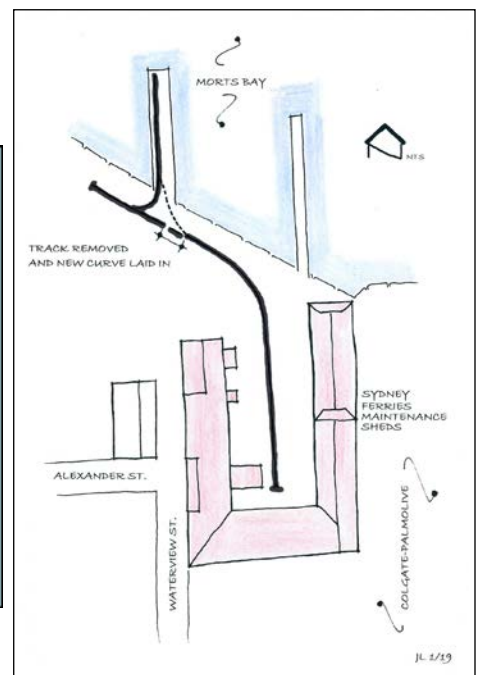 MORTS BAY
NTS
TRACK REMOVED
AND NEW CURVE LAID IN
SYDNEY
FERRIES
MAINTENANCE
SHEDS
ALEXANDER ST.
WATERVIEW ST.
COLGATE-PALMOLIVE
JL 1/19